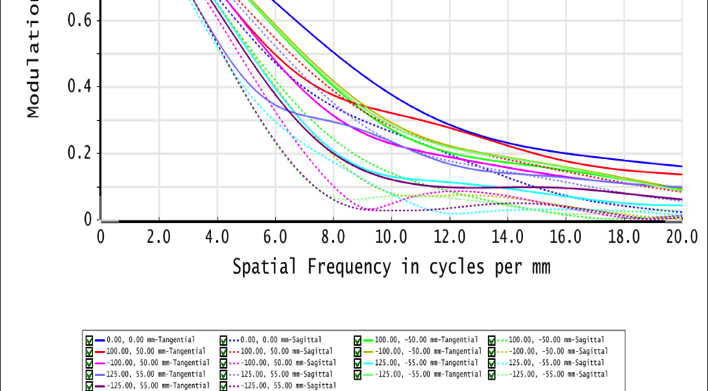 Modulation
0.6
0.4
0.2
0
0 2.0 4.0 6.0 8.0 10.0 12.0 14.0 16.0 18.0 20.0
Spatial Frequency in cycles per mm
0.00, 0.00 mm-Tangential 0.00, 0.00 mm-Sagittal 100.00, -50.00 mm-Tangential 100.00, -50.00 mm-Sagittal
100.00, 50.00 mm-Tangential 100.00, 50.00 mm-Sagittal -100.00, -50.00 mm-Tangential -100.00, -50.00 mm-Sagittal
-100.00, 50.00 mm-Tangential -100.00, 50.00 mm-Sagittal 125.00, -55.00 mm-Tangential 125.00, -55.00 mm-Sagittal
125.00, 55.00 mm-Tangential 125.00, 55.00 mm-Sagittal -125.00, -55.00 mm-Tangential -125.00, -55.00 mm-Sagittal
-125.00, 55.00 mm-Tangential -125.00, 55.00 mm-Sagittal